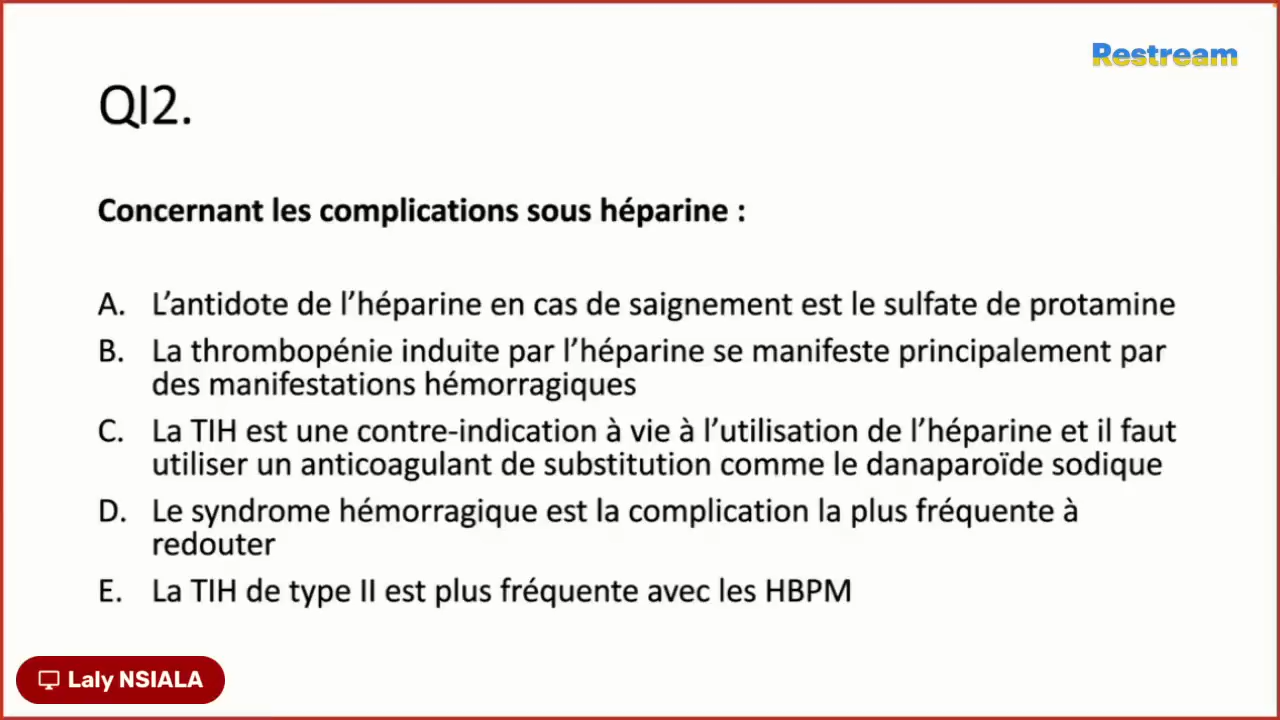 Restream
QI2.
Concernant les complications sous héparine :
A. L’antidote de l’héparine en cas de saignement est le sulfate de protamine
B. La thrombopénie induite par l’héparine se manifeste principalement par
des manifestations hémorragiques
C. La TIH est une contre-indication à vie à l’utilisation de l’héparine et il faut
utiliser un anticoagulant de substitution comme le danaparoïde sodique
D. Le syndrome hémorragique est la complication la plus fréquente à
redouter
E. La TIH de type II est plus fréquente avec les HBPM
Laly NSIALA